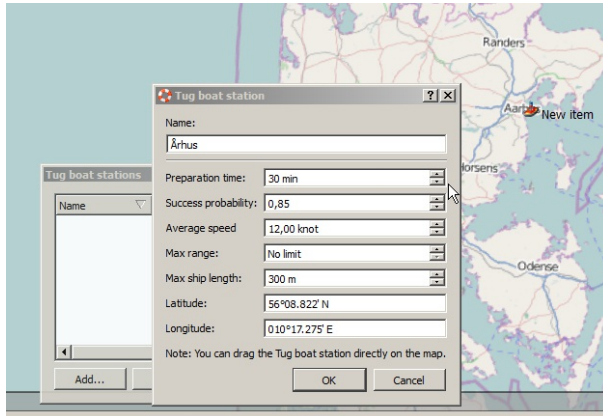 Randers
Aarhus
New item
Horsens
Odense
Tug boat stations
Name
Add...
Tug boat station
Name:
Århus
Preparation time: 30 min
Success probability: 0,85
Average speed 12,00 knot
Max range: No limit
Max ship length: 300 m
Latitude: 56°08.822' N
Longitude: 010°17.275' E
Note: You can drag the Tug boat station directly on the map.
OK Cancel